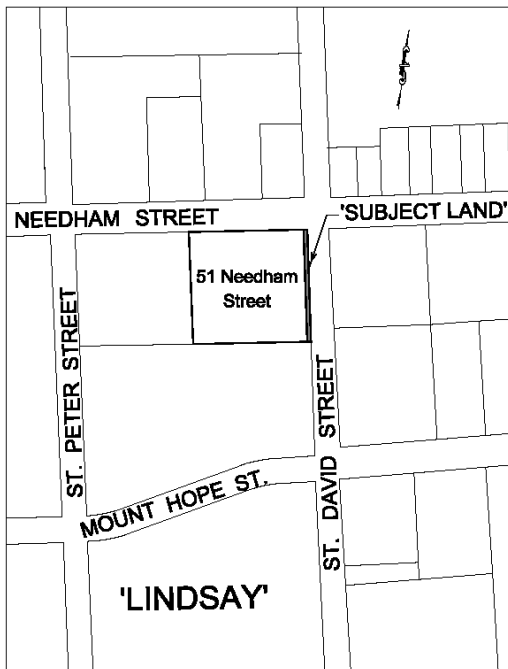 NEEDHAM STREET
'SUBJECT LAND'
51 Needham
Street
ST. PETER STREET
ST. DAVID STREET
MOUNT HOPE ST.
'LINDSAY'